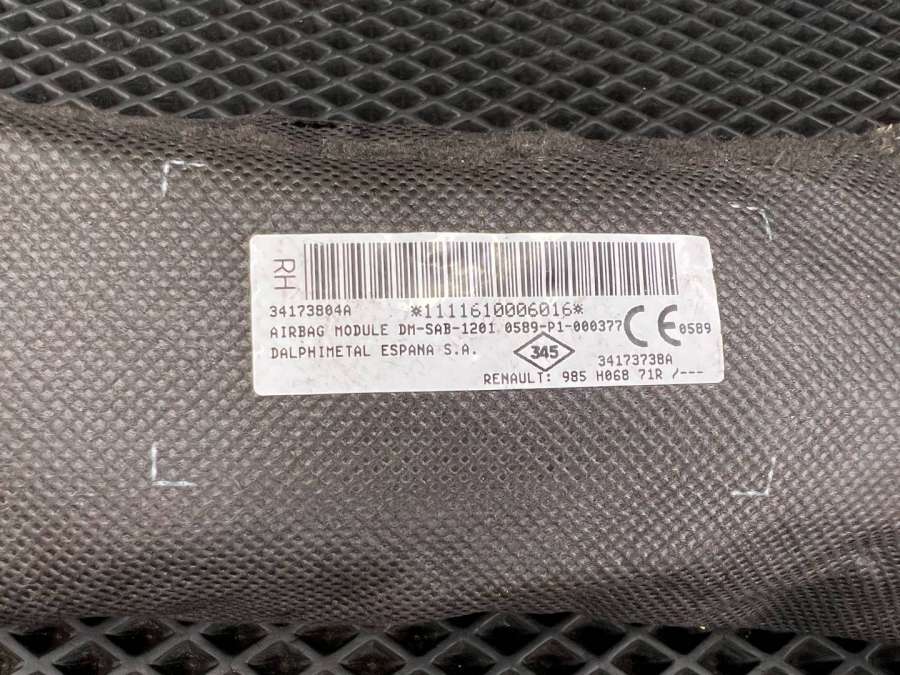 RH
34173804A *1111610006016*
AIRBAG MODULE DM-SAB-1201 0589-P1-000377 CE 0589
DALPHIMETAL ESPANA S.A. 345 34173738A
RENAULT: 985 H068 71R /---